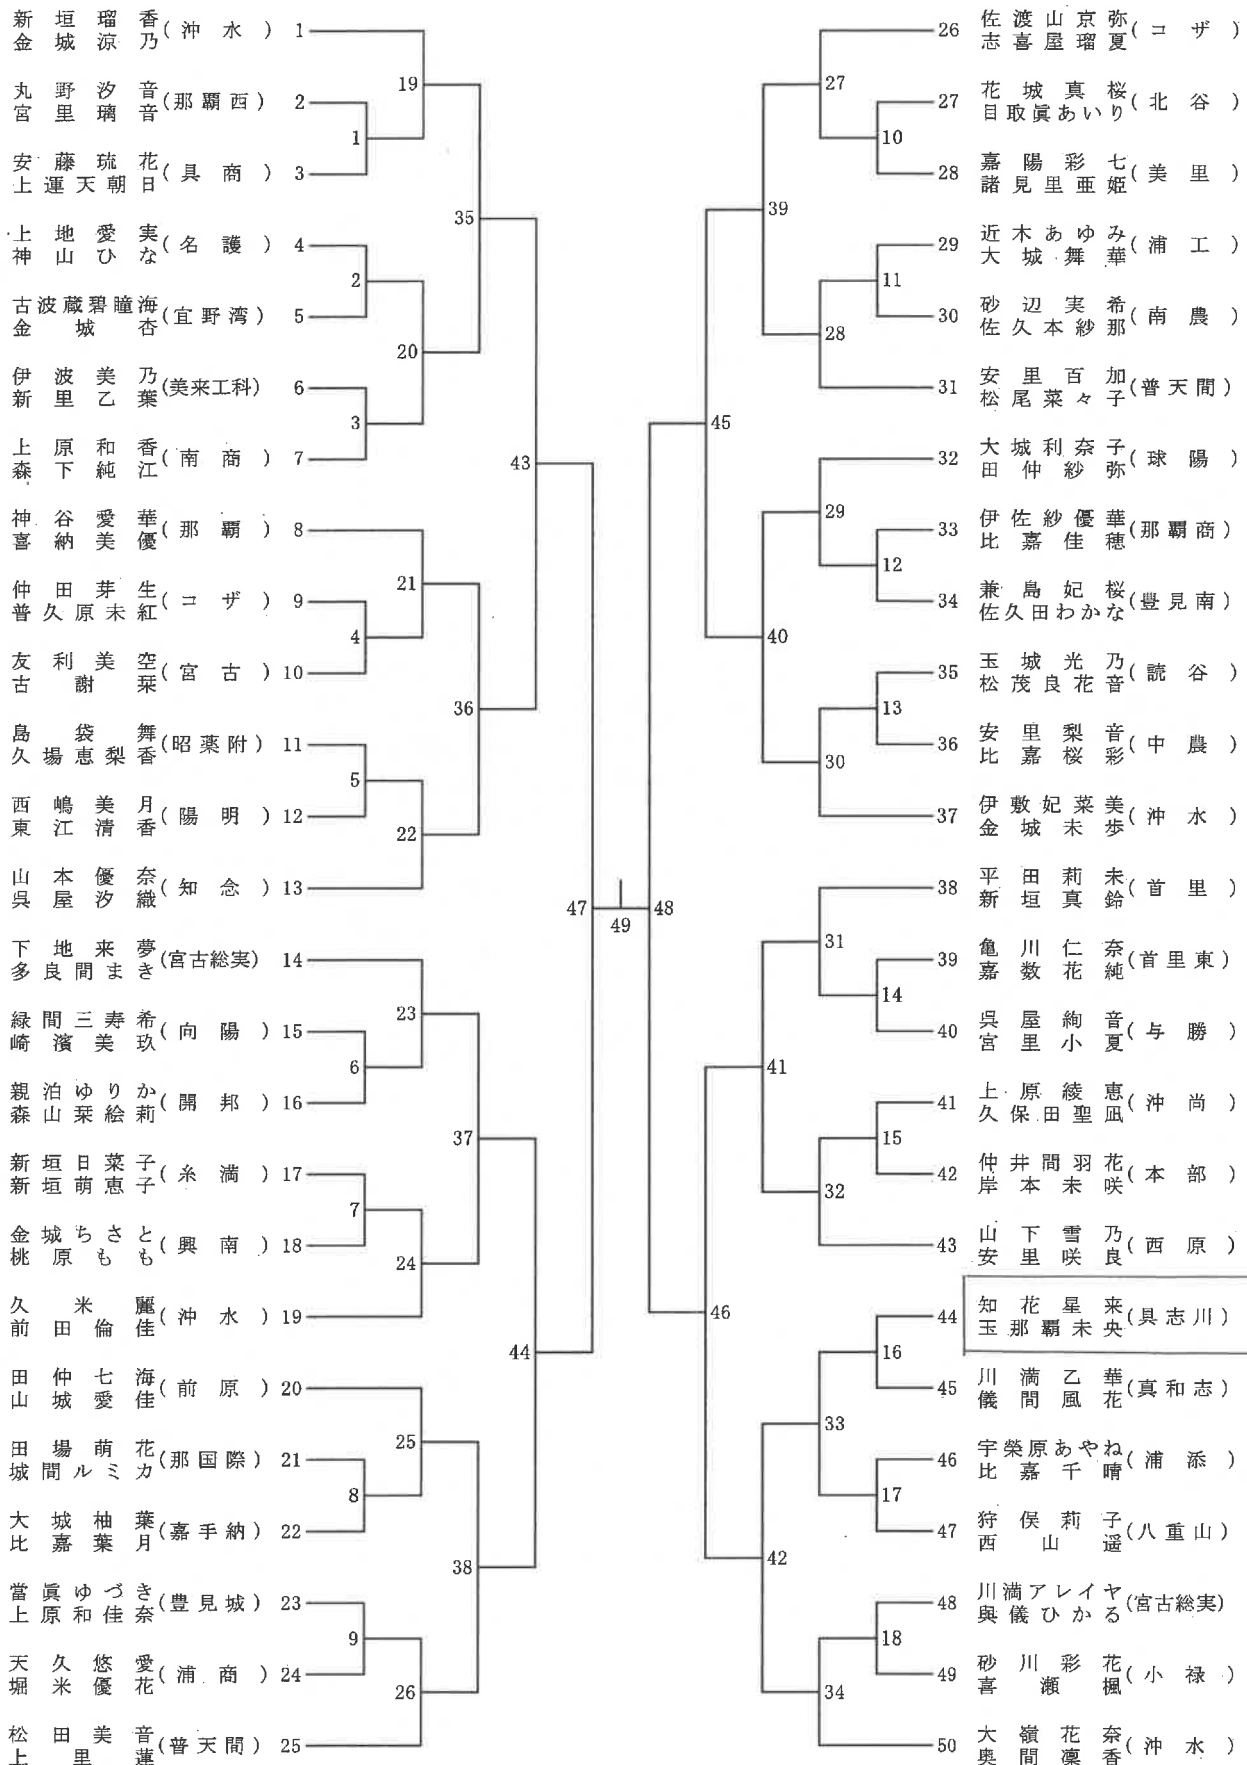 新垣瑠香
金城涼乃
(沖水) 1
丸野汐音
宮里璃音
(那覇西) 2
安藤琉花
上運天朝日
(具商) 3
上地愛実
神山ひな
(名護) 4
古波蔵碧瞳海
金城杏
(宜野湾) 5
伊波美乃
新里乙葉
(美来工科) 6
上原和香
森下純江
(南商) 7
神谷愛華
喜納美優
(那覇) 8
仲田芽生
普久原未紅
(コザ) 9
友利美空
古謝栞
(宮古) 10
島袋舞
久場恵梨香
(昭薬附) 11
西嶋美月
東江清香
(陽明) 12
山本優奈
呉屋汐織
(知念) 13
下地来夢
多良間まき
(宮古総実) 14
緑間三寿希
崎濱美玖
(向陽) 15
親泊ゆりか
森山栞絵莉
(開邦) 16
新垣日菜子
新垣萌恵子
(糸満) 17
金城ちさと
桃原もも
(興南) 18
久米麗
前田倫佳
(沖水) 19
田仲七海
山城愛佳
(前原) 20
田場萌花
城間ルミカ
(那国際) 21
大城柚葉
比嘉葉月
(嘉手納) 22
當眞ゆづき
上原和佳奈
(豊見城) 23
天久悠愛
堀米優花
(浦商) 24
松田美音
上里蓮
(普天間) 25
1
2
3
4
5
6
7
8
9
19
20
21
22
23
24
25
26
35
36
37
38
43
44
47
49
48
45
46
39
40
41
42
27
28
29
30
31
32
33
34
10
11
12
13
14
15
16
17
18
26 佐渡山京弥
志喜屋瑠夏
(コザ)
27 花城真桜
目取眞あいり
(北谷)
28 嘉陽彩七
諸見里亜姫
(美里)
29 近木あゆみ
大城舞華
(浦工)
30 砂辺実希
佐久本紗那
(南農)
31 安里百加
松尾菜々子
(普天間)
32 大城利奈子
田仲紗弥
(球陽)
33 伊佐紗優華
比嘉佳穂
(那覇商)
34 兼島妃桜
佐久田わかな
(豊見南)
35 玉城光乃
松茂良花音
(読谷)
36 安里梨音
比嘉桜彩
(中農)
37 伊敷妃菜美
金城未歩
(沖水)
38 平田莉未
新垣真鈴
(首里)
39 亀川仁奈
嘉数花純
(首里東)
40 呉屋絢音
宮里小夏
(与勝)
41 上原綾恵
久保田聖凪
(沖尚)
42 仲井間羽花
岸本未咲
(本部)
43 山下雪乃
安里咲良
(西原)
44 知花星来
玉那覇未央
(具志川)
45 川満乙華
儀間風花
(真和志)
46 宇榮原あやね
比嘉千晴
(浦添)
47 狩俣莉子
西山遥
(八重山)
48 川満アレイヤ
與儀ひかる
(宮古総実)
49 砂川彩花
喜瀬楓
(小禄)
50 大嶺花奈
奥間凜香
(沖水)